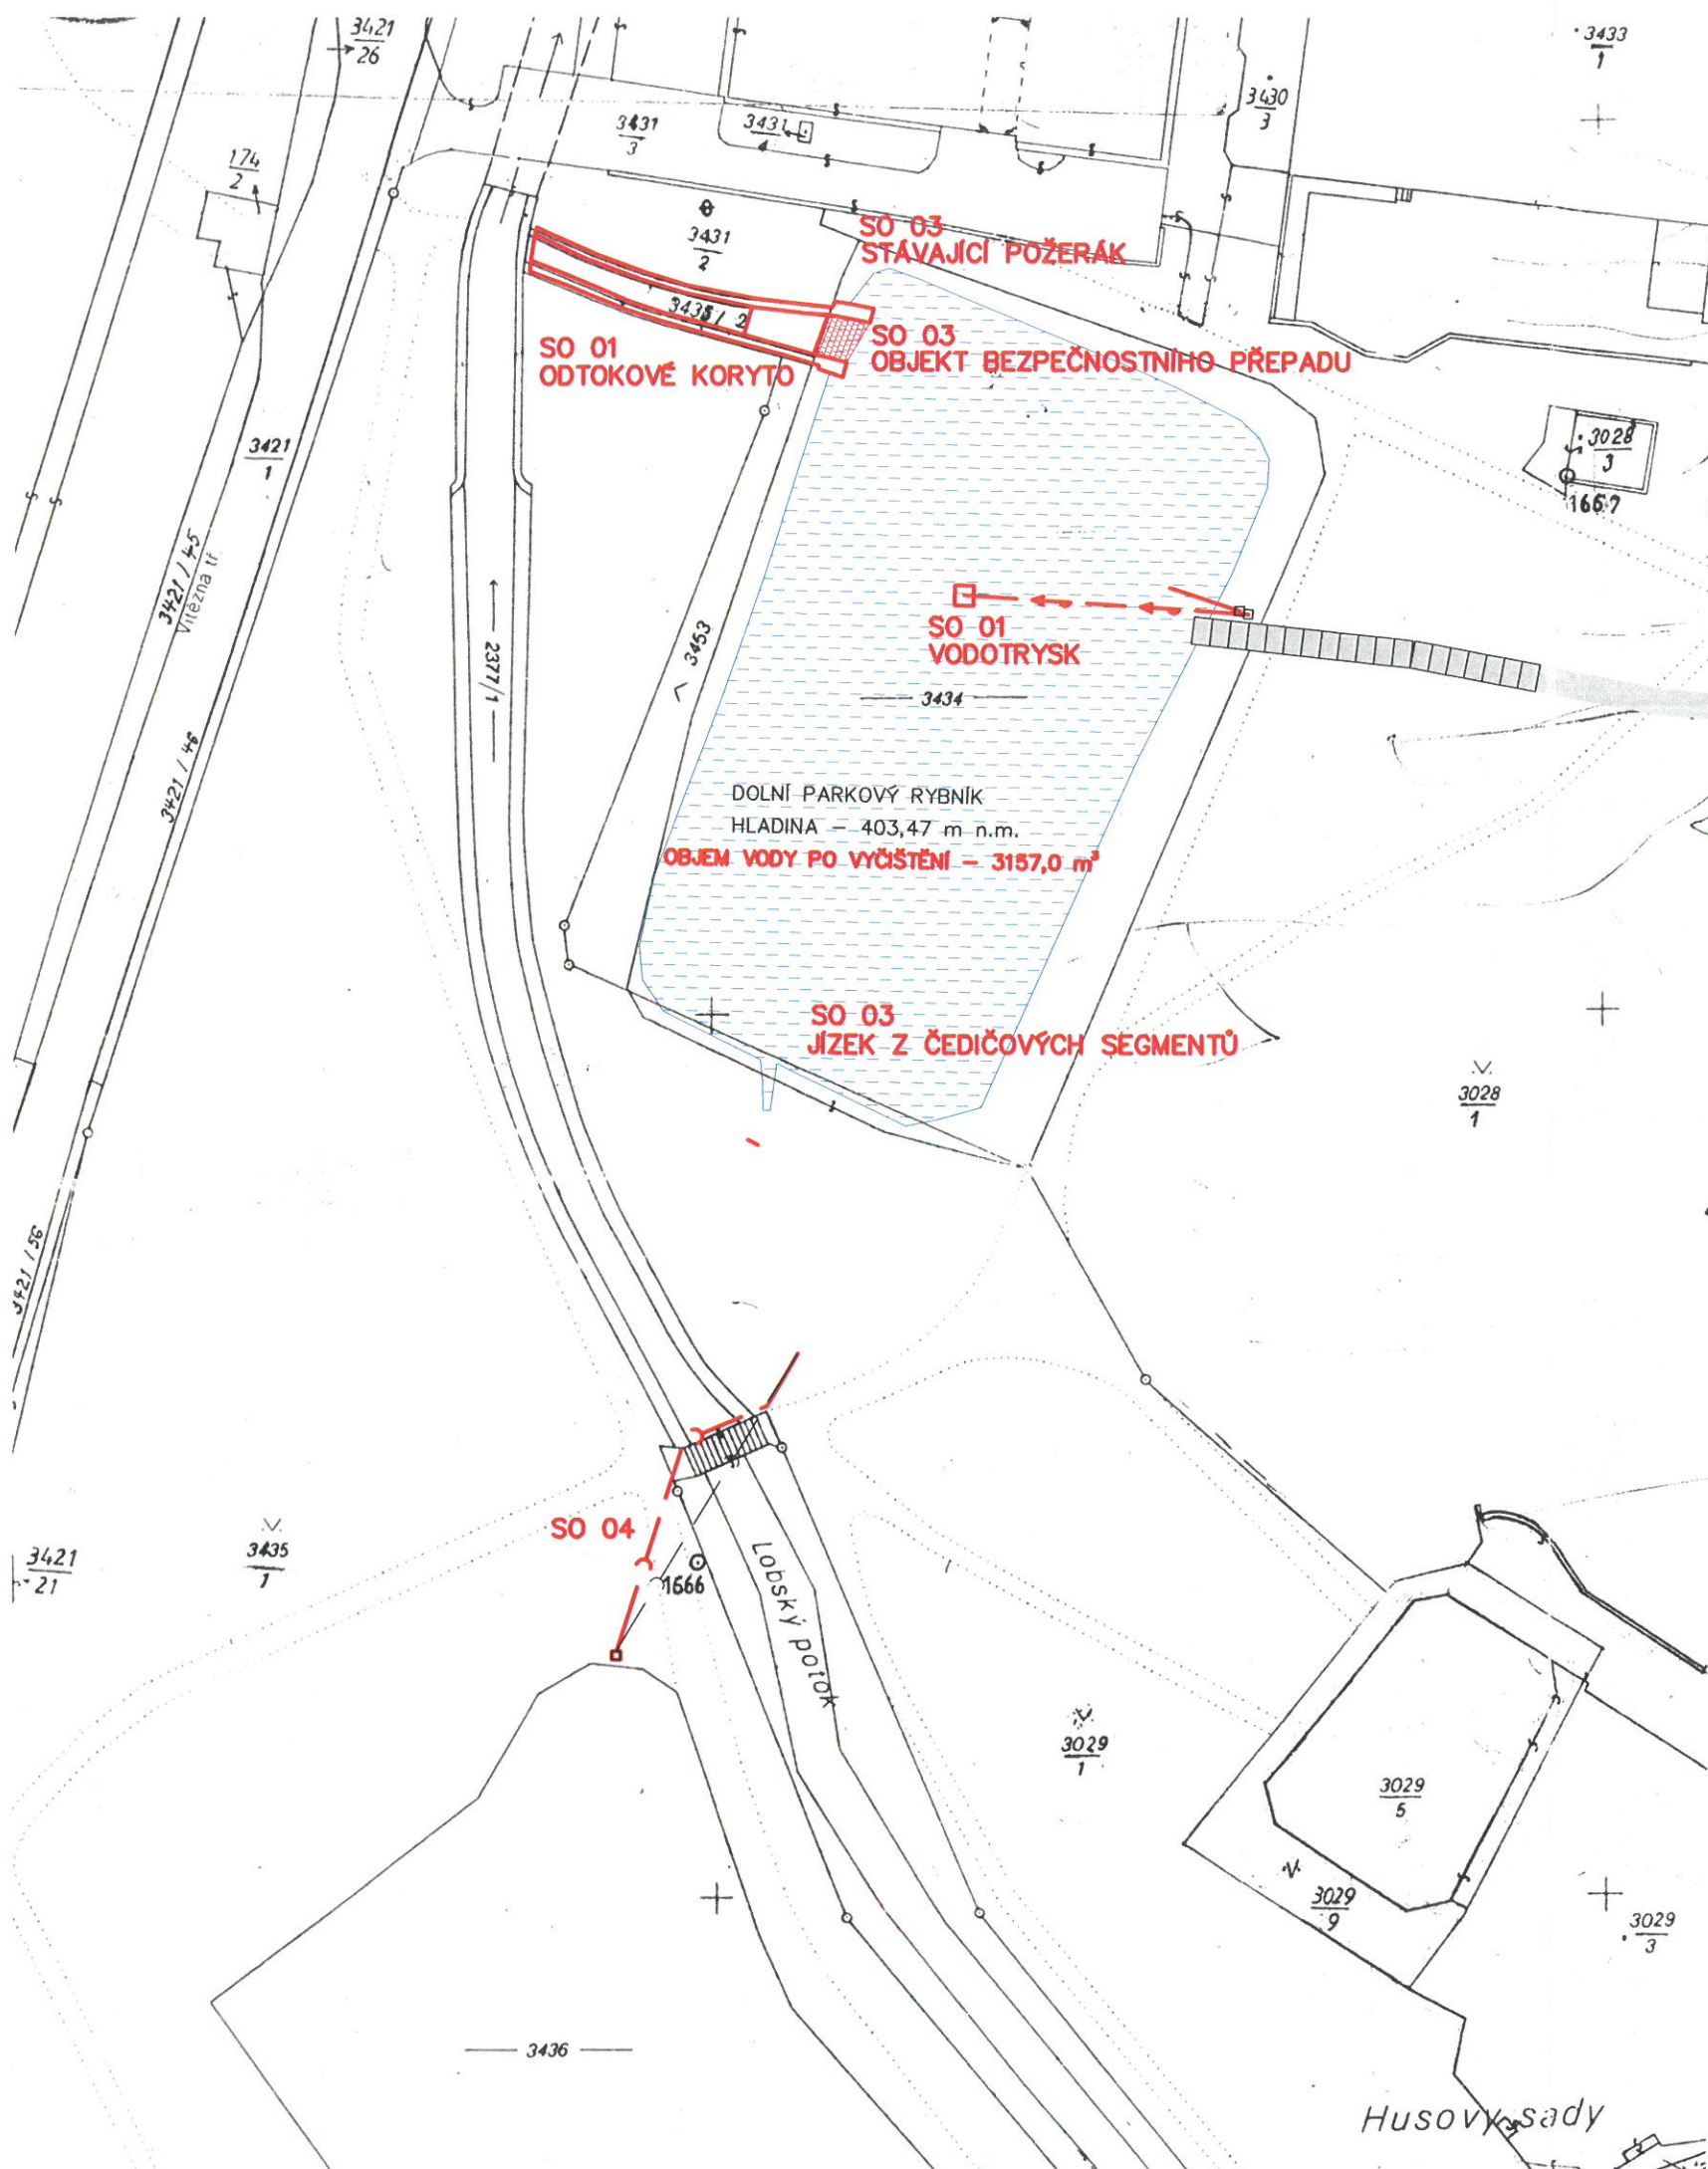 3421
26
3433
1
3430
3
3431
3
3431
4
174
2
3431
2
SO 03
STÁVAJÍCÍ POŽERÁK
3435/2
SO 03
OBJEKT BEZPEČNOSTNÍHO PŘEPADU
SO 01
ODTOKOVÉ KORYTO
3421
1
3028
3
1667
3421/45
Vítězná tř.
2377/1
3453
SO 01
VODOTRYSK
3434
3421/46
DOLNÍ PARKOVÝ RYBNÍK
HLADINA – 403,47 m n.m.
OBJEM VODY PO VYČIŠTĚNÍ – 3157,0 m³
SO 03
JÍZEK Z ČEDIČOVÝCH SEGMENTŮ
3028
1
3421/56
SO 04
3421
21
3435
1
1666
Lobský potok
3029
1
3029
5
3029
9
3029
3
3436
Husovy sady